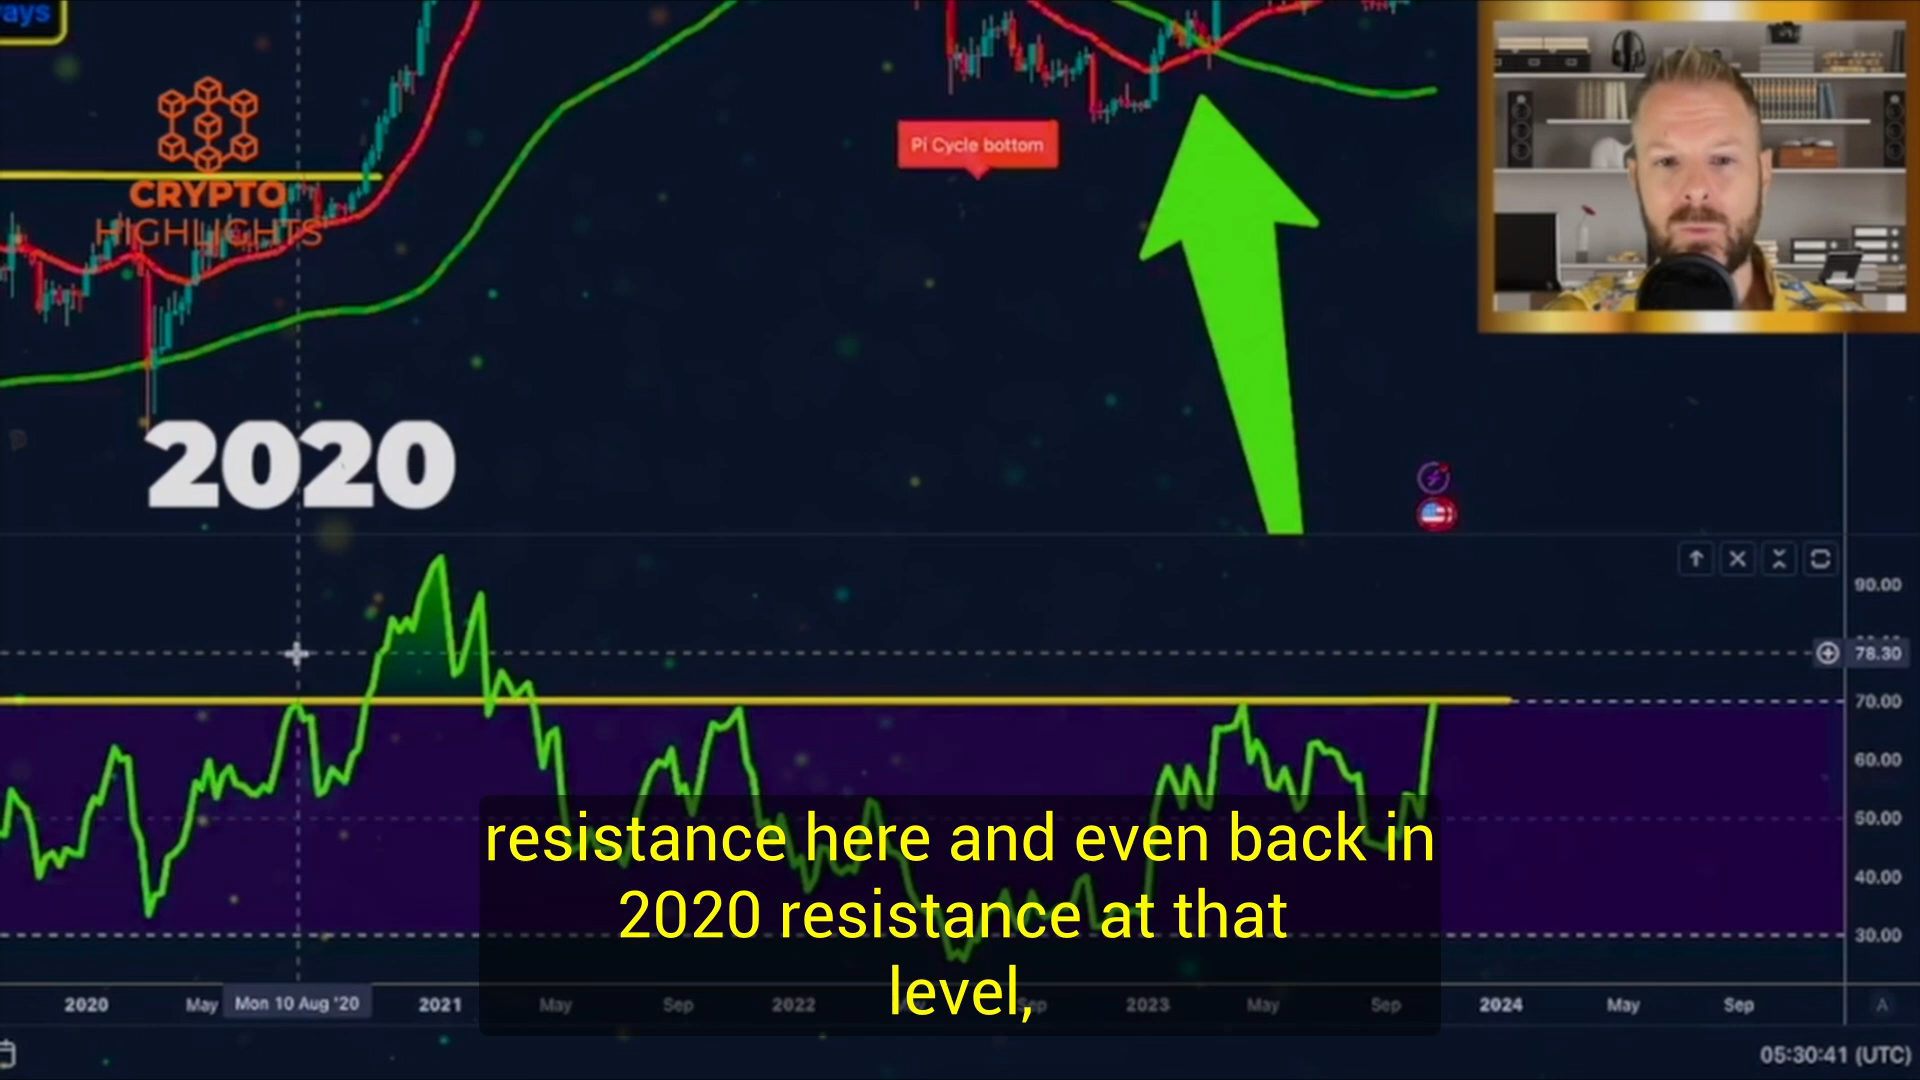 ays
CRYPTO
HIGHLIGHTS
Pi Cycle bottom
2020
90.00
78.30
70.00
60.00
50.00
40.00
30.00
resistance here and even back in
2020 resistance at that
level,
2020 May Mon 10 Aug '20 2021 May Sep 2022 Sep 2023 May Sep 2024 May Sep A
05:30:41 (UTC)